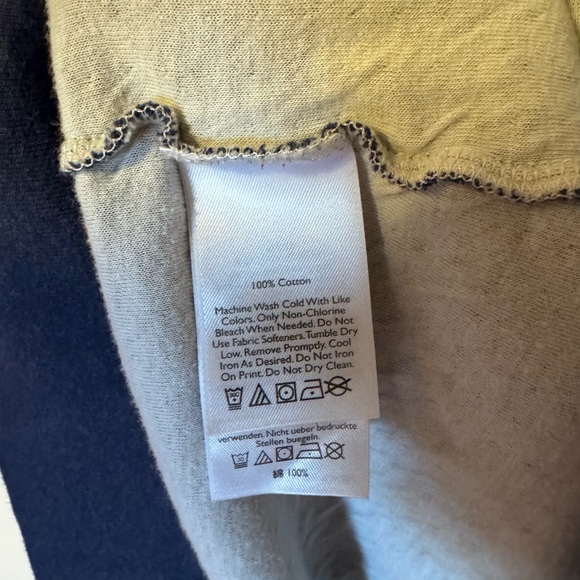 100% Cotton
Machine Wash Cold With Like
Colors. Only Non-Chlorine
Bleach When Needed. Do Not
Use Fabric Softeners. Tumble Dry
Low. Remove Promptly. Cool
Iron As Desired. Do Not Iron
On Print. Do Not Dry Clean.
verwenden. Nicht ueber bedruckte
Stellen buegeln.
30
綿 100%